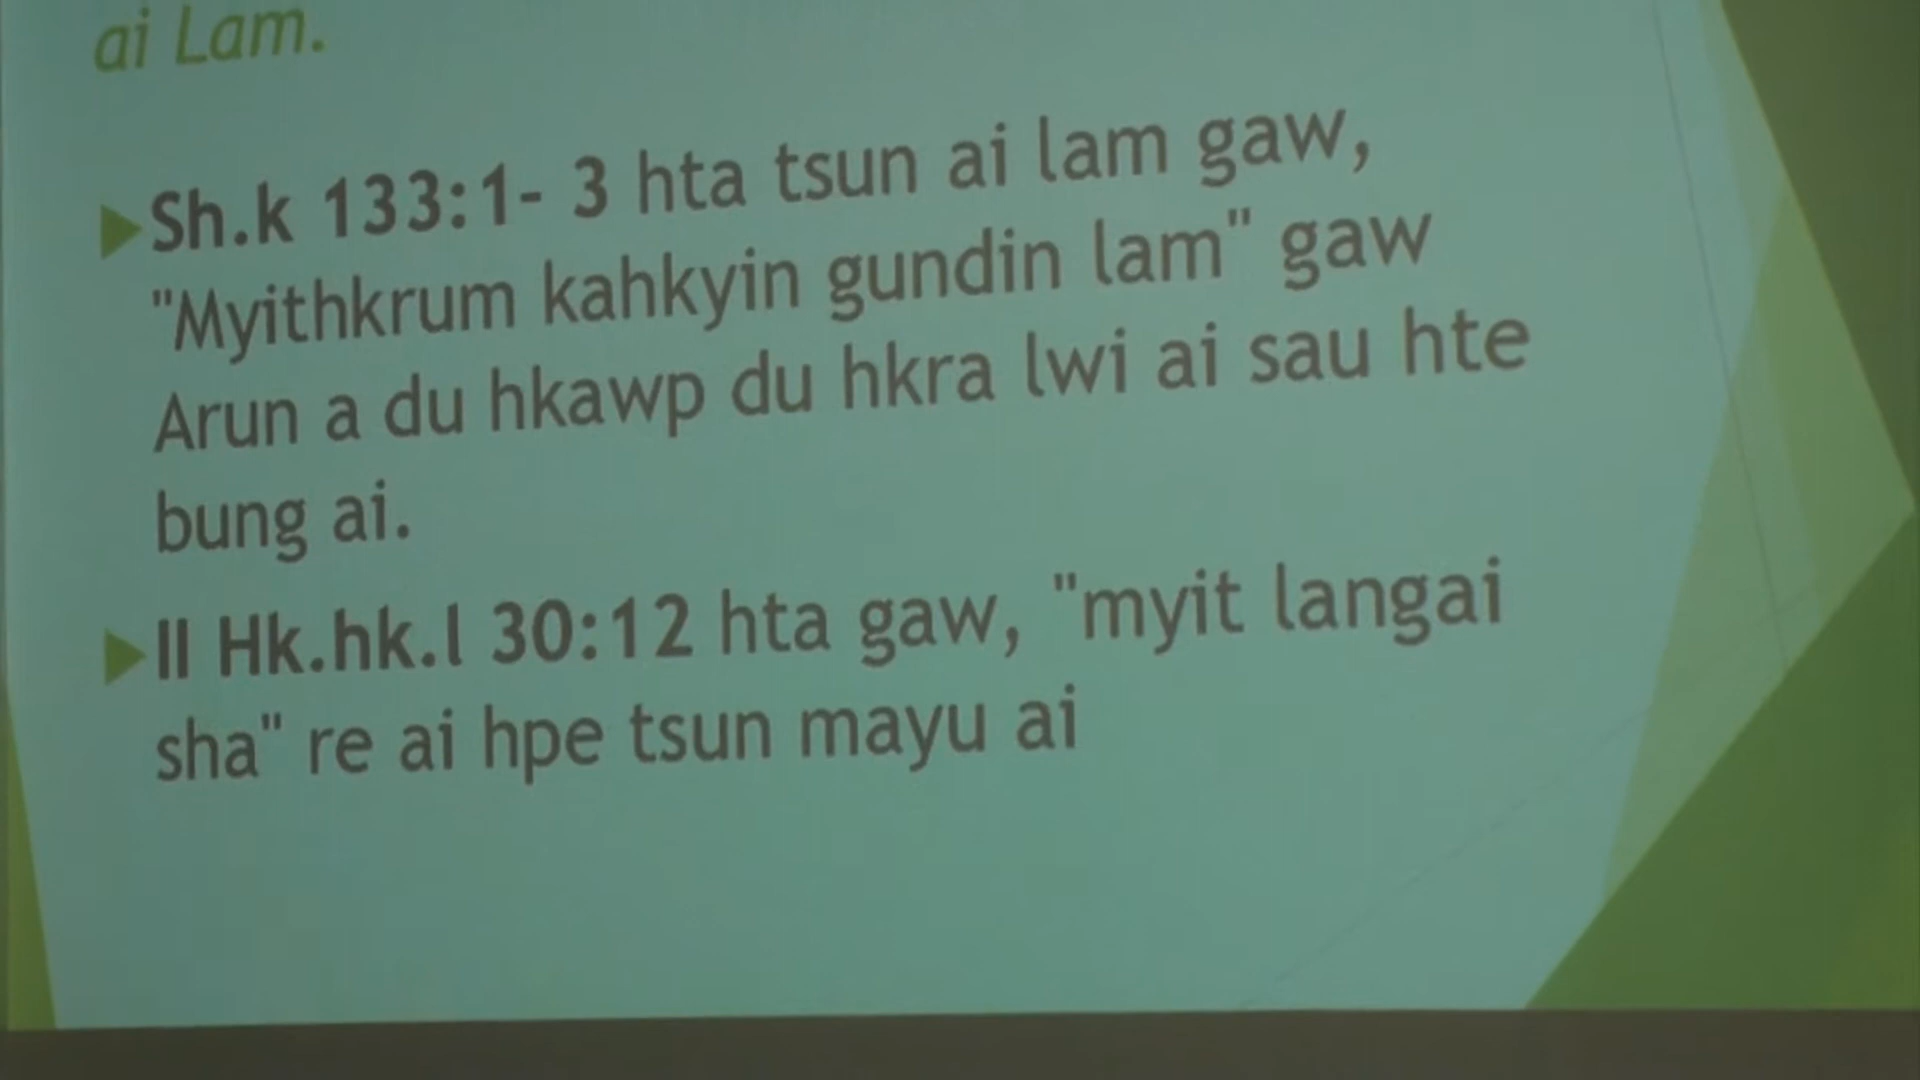 ai Lam.
Sh.k 133:1- 3 hta tsun ai lam gaw,
"Myithkrum kahkyin gundin lam" gaw
Arun a du hkawp du hkra lwi ai sau hte
bung ai.
II Hk.hk.l 30:12 hta gaw, "myit langai
sha" re ai hpe tsun mayu ai